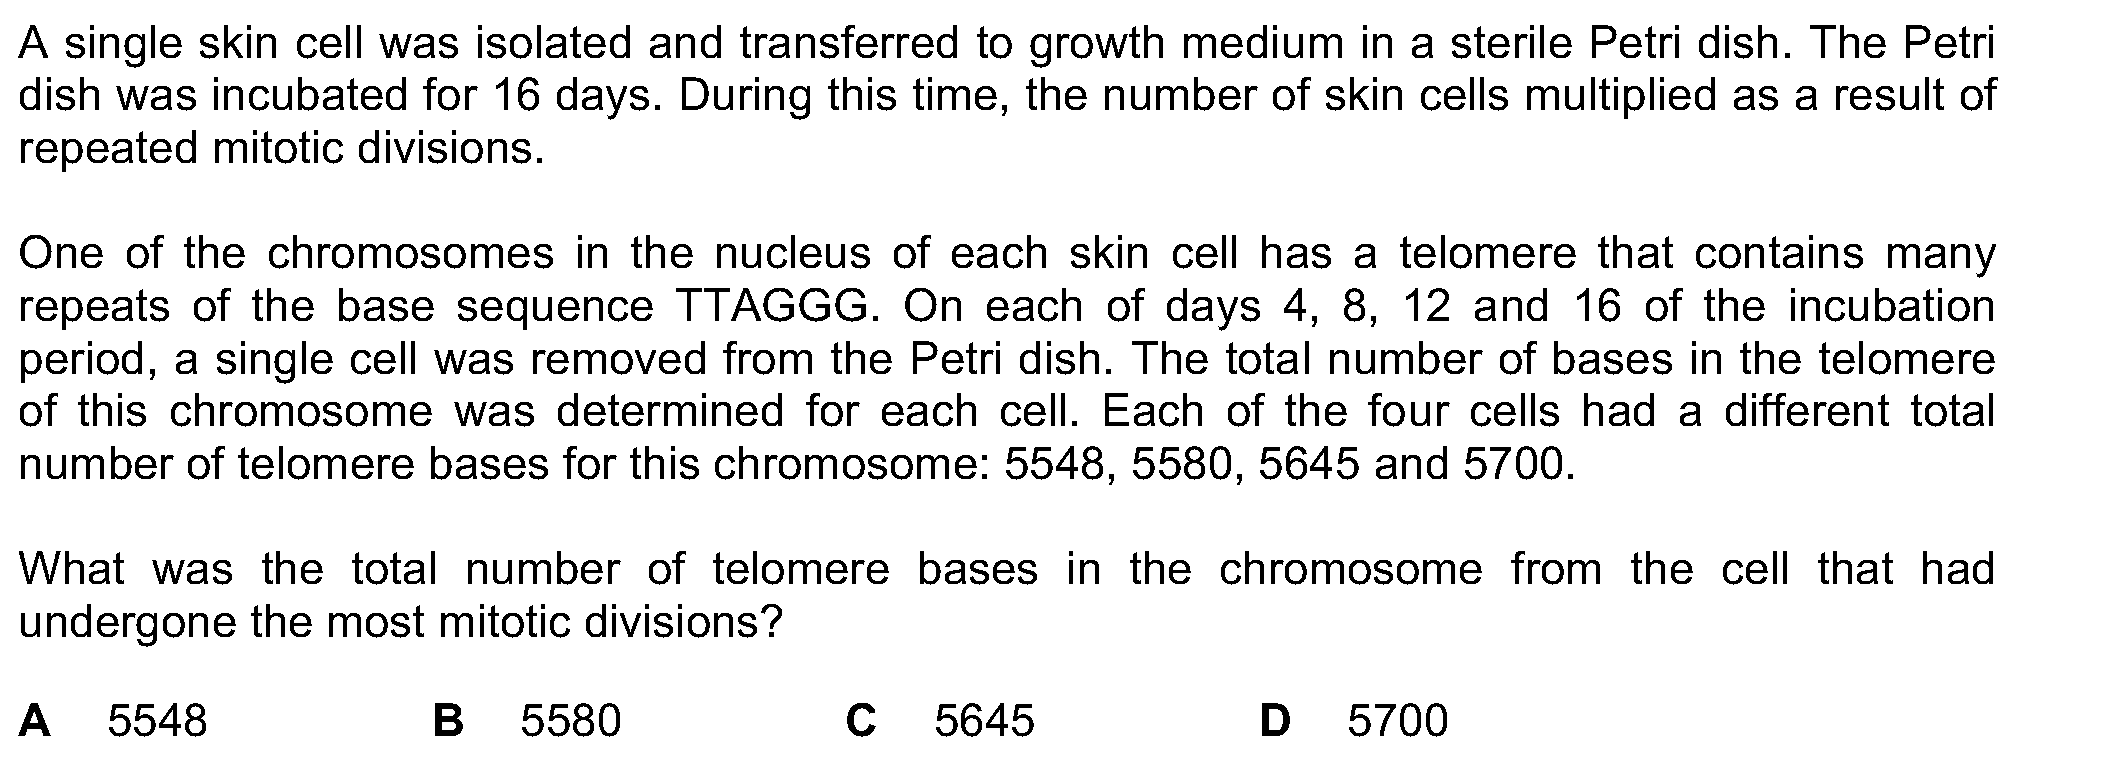 A single skin cell was isolated and transferred to growth medium in a sterile Petri dish. The Petri
dish was incubated for 16 days. During this time, the number of skin cells multiplied as a result of
repeated mitotic divisions.
One of the chromosomes in the nucleus of each skin cell has a telomere that contains many
repeats of the base sequence TTAGGG. On each of days 4, 8, 12 and 16 of the incubation
period, a single cell was removed from the Petri dish. The total number of bases in the telomere
of this chromosome was determined for each cell. Each of the four cells had a different total
number of telomere bases for this chromosome: 5548, 5580, 5645 and 5700.
What was the total number of telomere bases in the chromosome from the cell that had
undergone the most mitotic divisions?
A 5548 B 5580 C 5645 D 5700